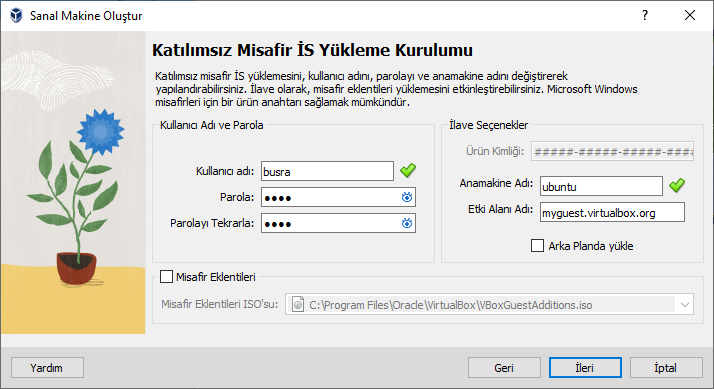 Sanal Makine Oluştur
Katılımsız Misafir İS Yükleme Kurulumu
Katılımsız misafir İS yüklemesini, kullanıcı adını, parolayı ve anamakine adını değiştirerek
yapılandırabilirsiniz. İlave olarak, misafir eklentileri yüklemesini etkinleştirebilirsiniz. Microsoft Windows
misafirleri için bir ürün anahtarı sağlamak mümkündür.
Kullanıcı Adı ve Parola
Kullanıcı adı: busra
Parola: ●●●●
Parolayı Tekrarla: ●●●●
İlave Seçenekler
Ürün Kimliği: #####-#####-#####-####
Anamakine Adı: ubuntu
Etki Alanı Adı: myguest.virtualbox.org
Arka Planda yükle
Misafir Eklentileri
Misafir Eklentileri ISO'su: C:\Program Files\Oracle\VirtualBox\VBoxGuestAdditions.iso
Yardım
Geri
İleri
İptal